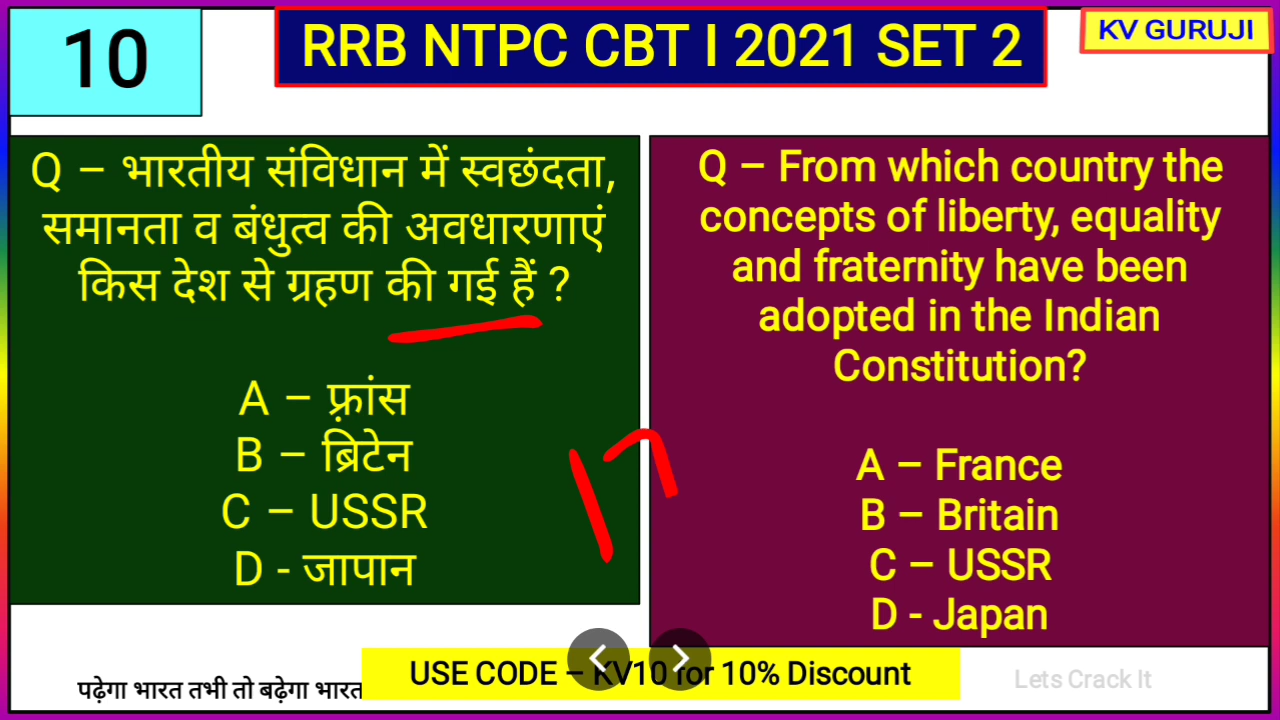 10
RRB NTPC CBT I 2021 SET 2
KV GURUJI
Q – भारतीय संविधान में स्वछंदता,
समानता व बंधुत्व की अवधारणाएं
किस देश से ग्रहण की गई हैं ?
A – फ़्रांस
B – ब्रिटेन
C – USSR
D - जापान
Q – From which country the
concepts of liberty, equality
and fraternity have been
adopted in the Indian
Constitution?
A – France
B – Britain
C – USSR
D - Japan
पढ़ेगा भारत तभी तो बढ़ेगा भारत
USE CODE – KV10 for 10% Discount
Lets Crack It